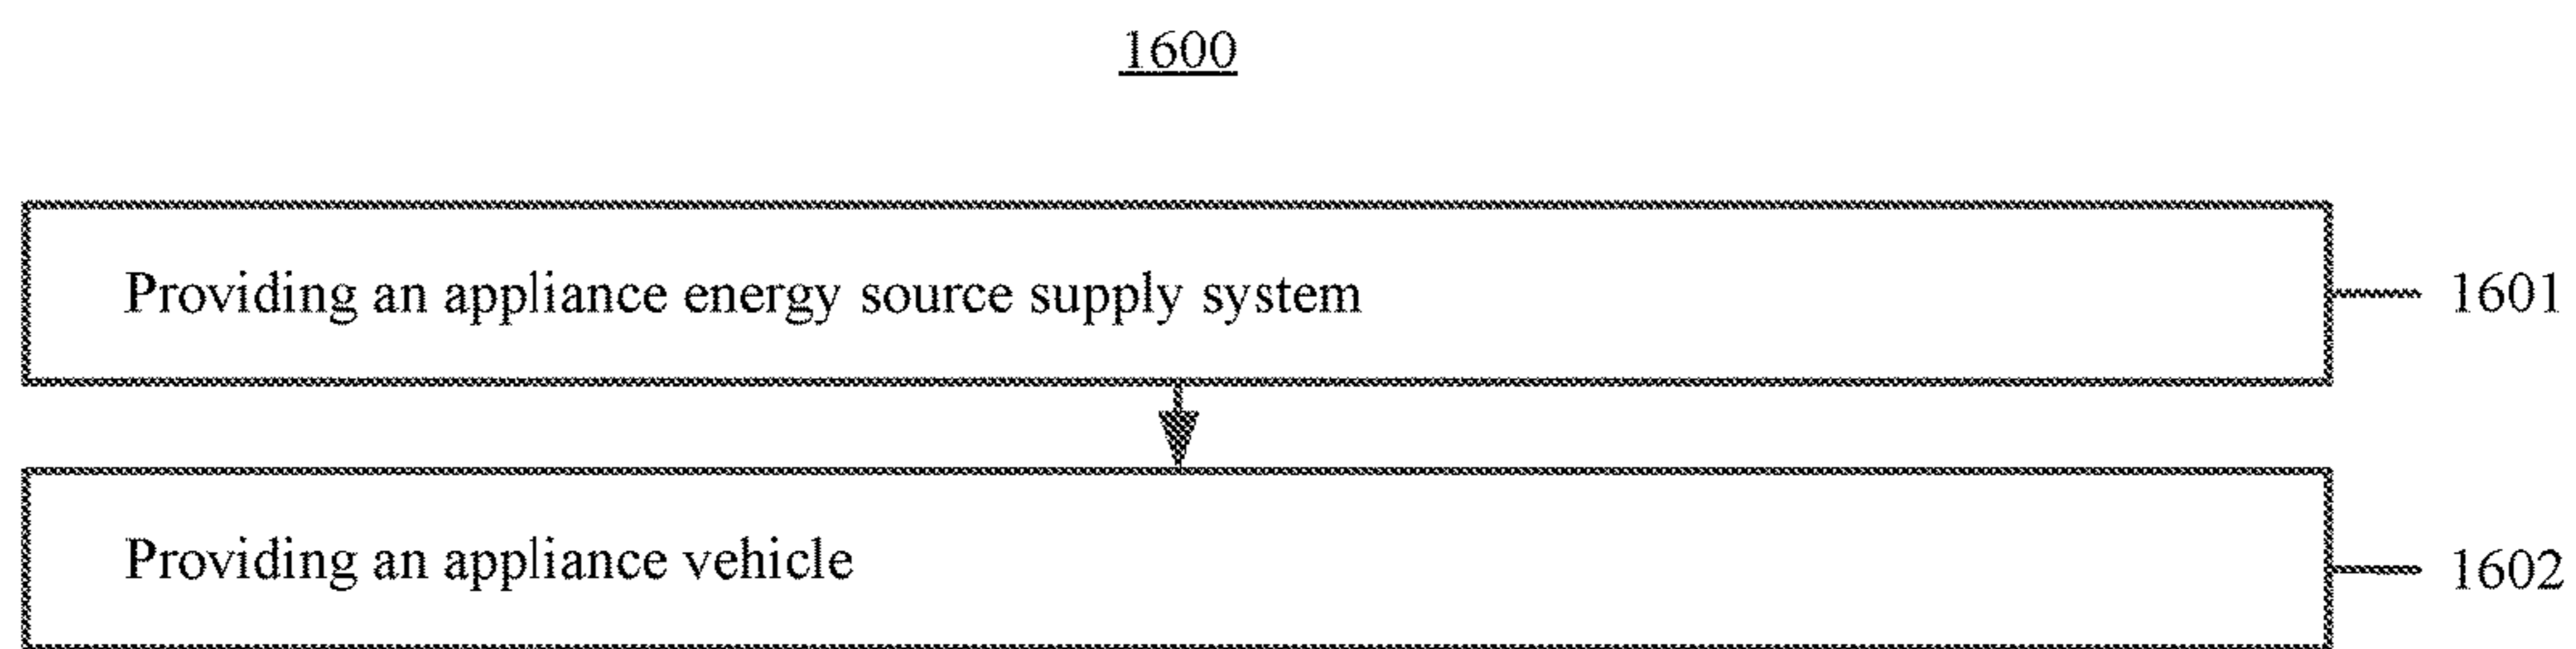 1600
Providing an appliance energy source supply system
1601
Providing an appliance vehicle
1602